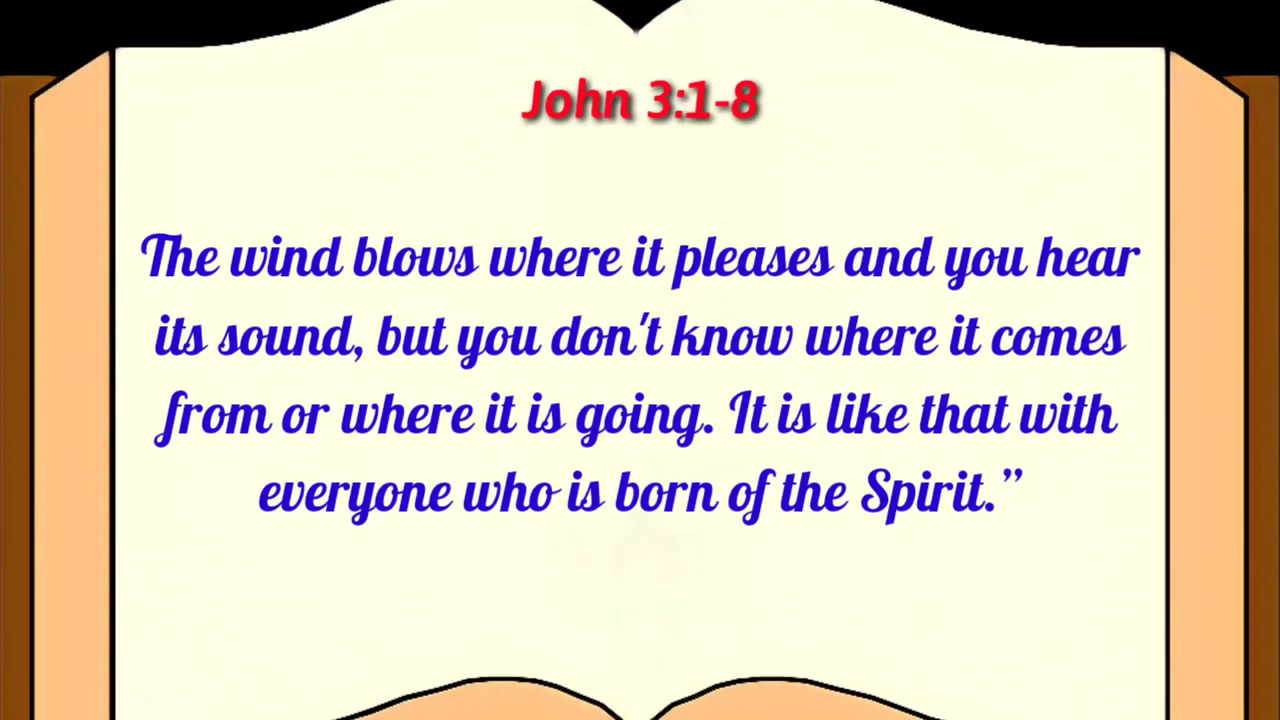 John 3:1-8
The wind blows where it pleases and you hear
its sound, but you don't know where it comes
from or where it is going. It is like that with
everyone who is born of the Spirit.”